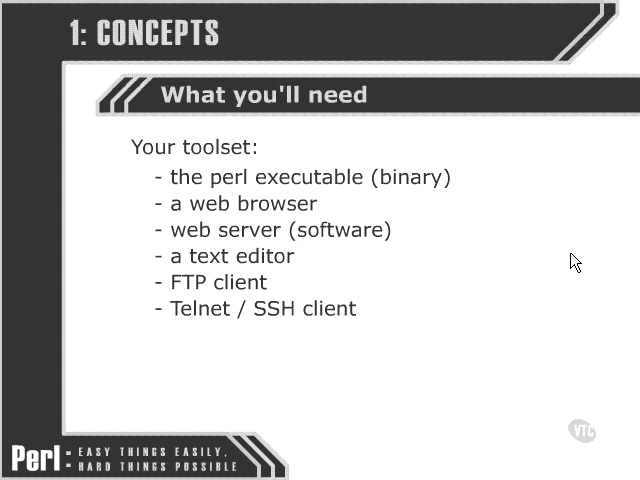 1: CONCEPTS
What you'll need
Your toolset:
- the perl executable (binary)
- a web browser
- web server (software)
- a text editor
- FTP client
- Telnet / SSH client
VTC
Perl: EASY THINGS EASILY,
HARD THINGS POSSIBLE